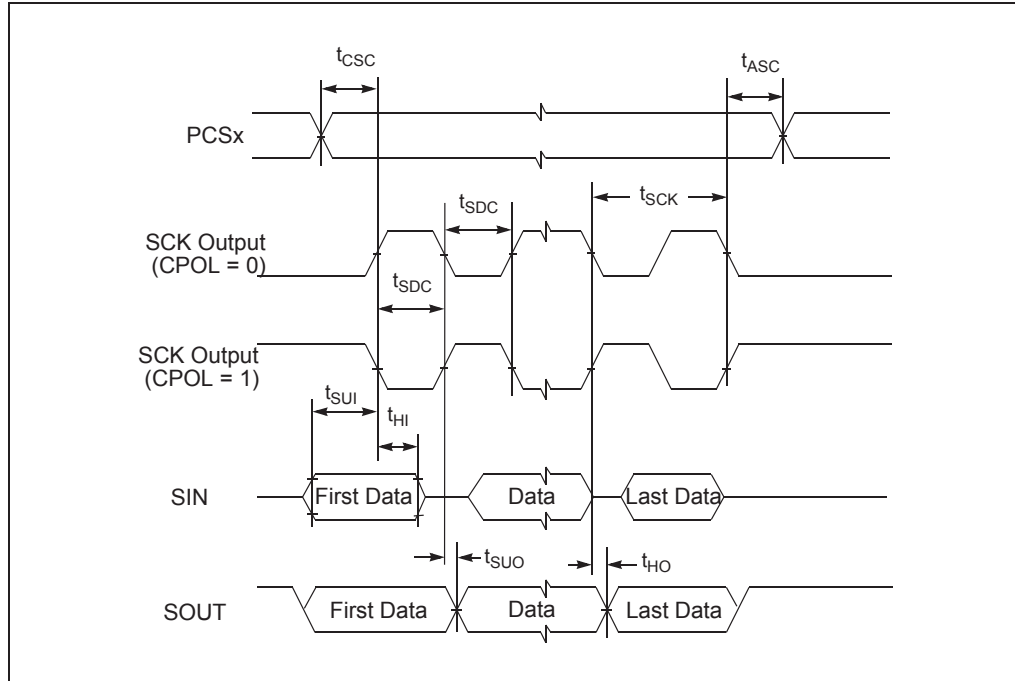 tCSC
tASC
PCSx
tSDC
tSCK
SCK Output
(CPOL = 0)
tSDC
SCK Output
(CPOL = 1)
tSUI
tHI
SIN
First Data
Data
Last Data
tSUO
tHO
SOUT
First Data
Data
Last Data